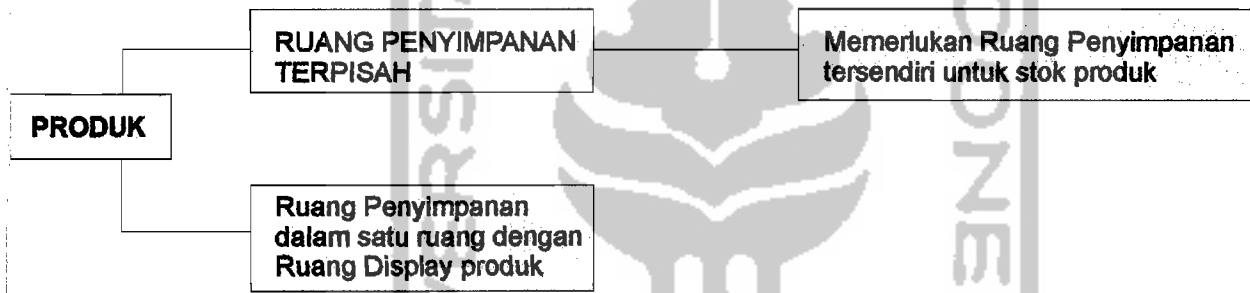 RUANG PENYIMPANAN
TERPISAH
Memerlukan Ruang Penyimpanan
tersendiri untuk stok produk
PRODUK
Ruang Penyimpanan
dalam satu ruang dengan
Ruang Display produk